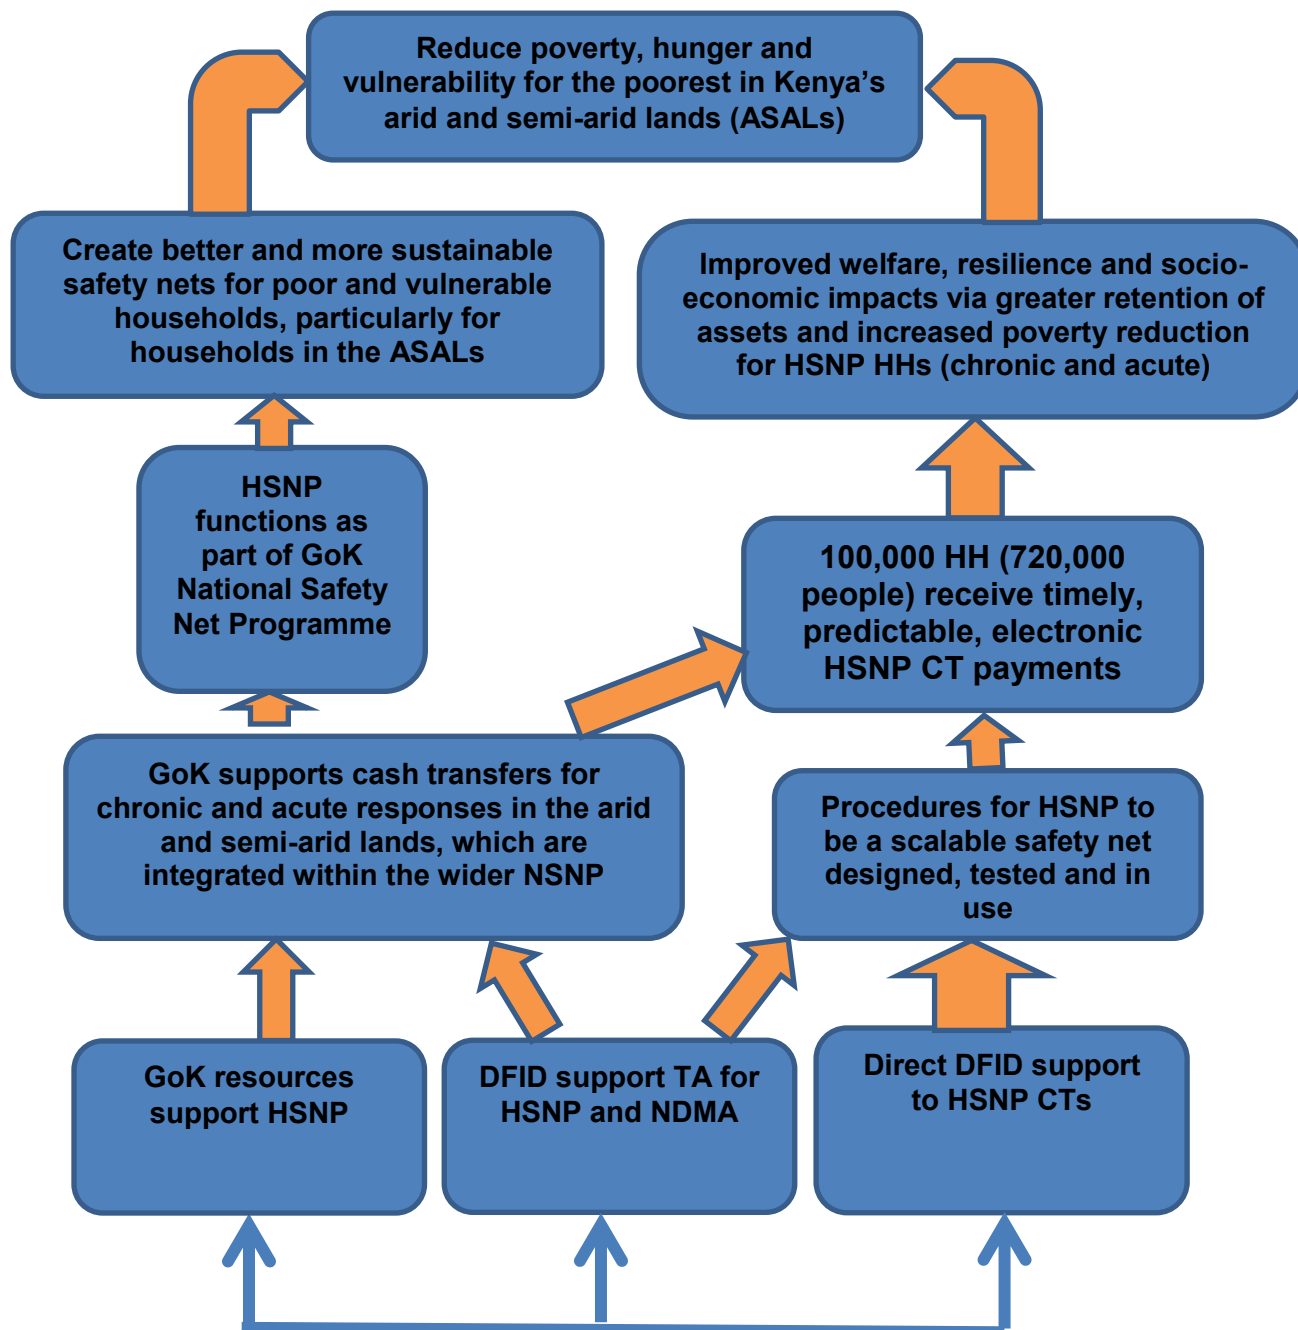 Reduce poverty, hunger and
vulnerability for the poorest in Kenya’s
arid and semi-arid lands (ASALs)
Create better and more sustainable
safety nets for poor and vulnerable
households, particularly for
households in the ASALs
Improved welfare, resilience and socio-
economic impacts via greater retention of
assets and increased poverty reduction
for HSNP HHs (chronic and acute)
HSNP
functions as
part of GoK
National Safety
Net Programme
100,000 HH (720,000
people) receive timely,
predictable, electronic
HSNP CT payments
GoK supports cash transfers for
chronic and acute responses in the arid
and semi-arid lands, which are
integrated within the wider NSNP
Procedures for HSNP to
be a scalable safety net
designed, tested and in
use
GoK resources
support HSNP
DFID support TA for
HSNP and NDMA
Direct DFID support
to HSNP CTs